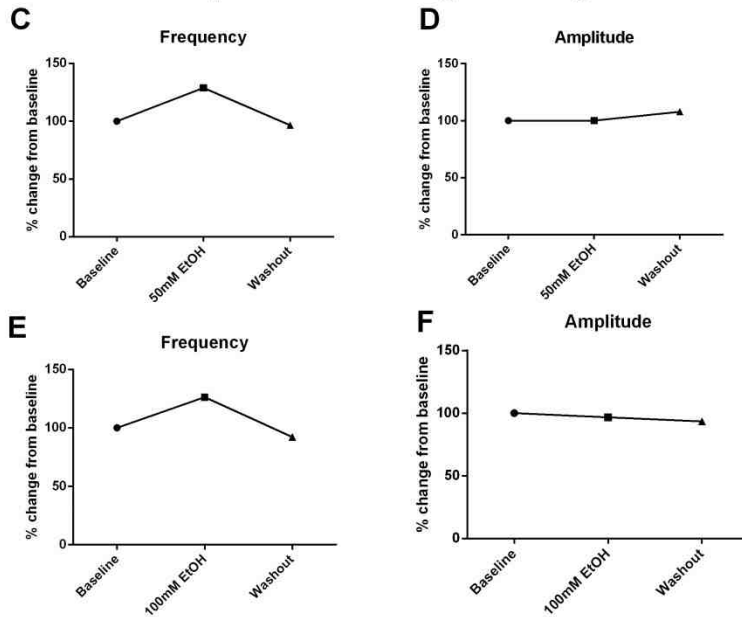 C
Frequency
% change from baseline
150
100
50
0
Baseline
50mM EtOH
Washout
D
Amplitude
% change from baseline
150
100
50
0
Baseline
50mM EtOH
Washout
E
Frequency
% change from baseline
150
100
50
0
Baseline
100mM EtOH
Washout
F
Amplitude
% change from baseline
150
100
50
0
Baseline
100mM EtOH
Washout